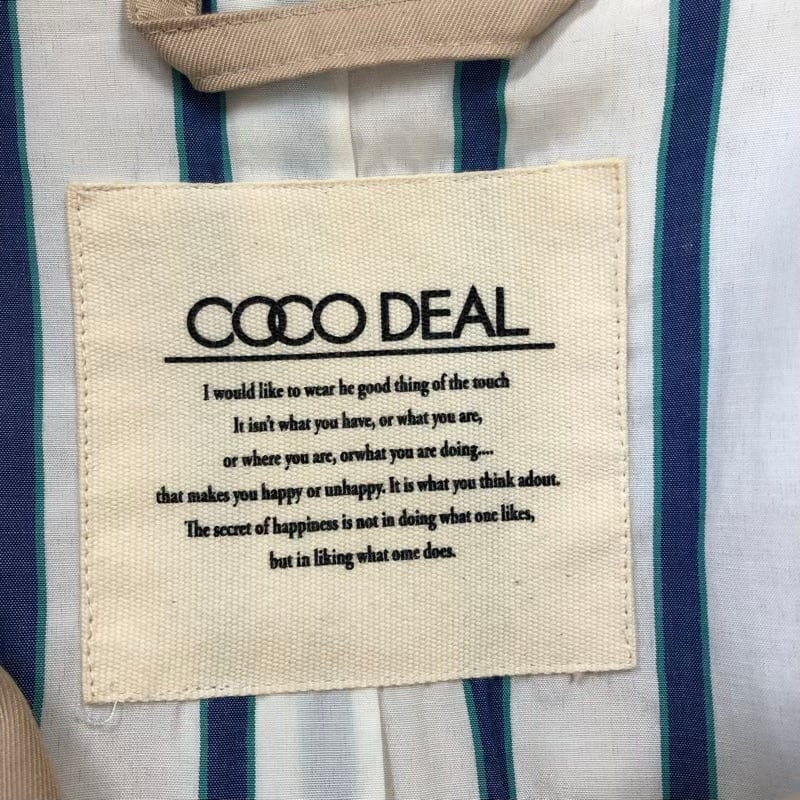 COCO DEAL
I would like to wear he good thing of the touch
It isn't what you have, or what you are,
or where you are, orwhat you are doing....
that makes you happy or unhappy. It is what you think adout.
The secret of happiness is not in doing what one likes,
but in liking what ome does.